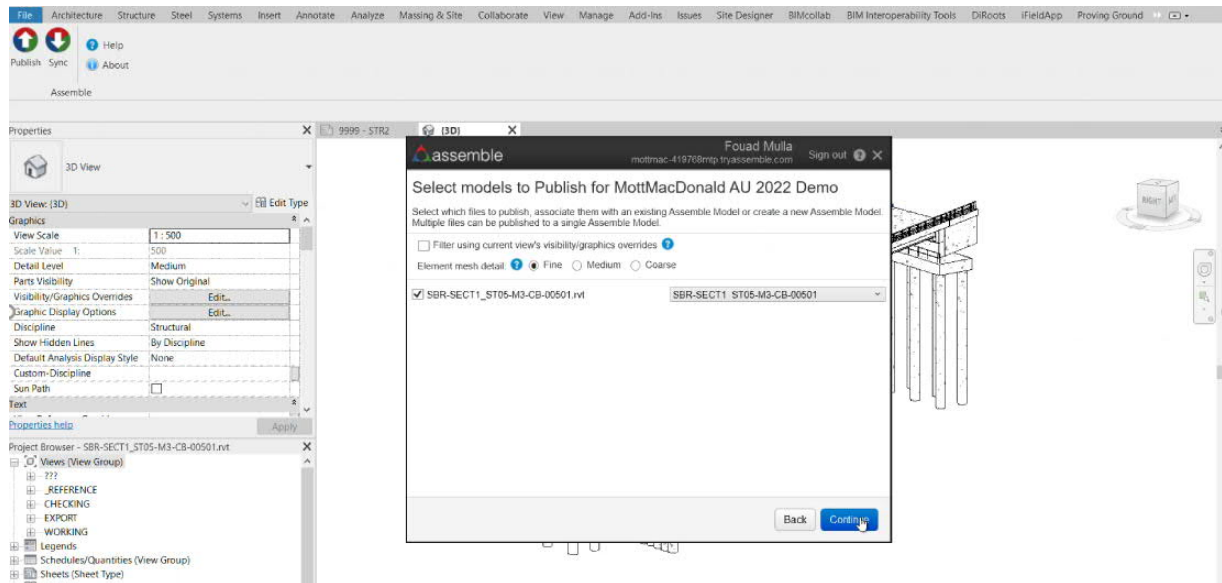 File Architecture Structure Steel Systems Insert Annotate Analyze Massing & Site Collaborate View Manage Add-Ins Issues Site Designer BIMcollab BIM Interoperability Tools DiRoots iFieldApp Proving Ground
Publish Sync
Help
About
Assemble
Properties
9999 - STR2
{3D}
3D View
3D View: {3D}
Edit Type
Graphics
View Scale 1 : 500
Scale Value 1: 500
Detail Level Medium
Parts Visibility Show Original
Visibility/Graphics Overrides Edit...
Graphic Display Options Edit...
Discipline Structural
Show Hidden Lines By Discipline
Default Analysis Display Style None
Custom-Discipline
Sun Path
Text
Properties help
Apply
Project Browser - SBR-SECT1_ST05-M3-CB-00501.rvt
Views (View Group)
???
_REFERENCE
CHECKING
EXPORT
WORKING
Legends
Schedules/Quantities (View Group)
Sheets (Sheet Type)
assemble
Fouad Mulla
mottmac-419768mtp.tryassemble.com
Sign out
Select models to Publish for MottMacDonald AU 2022 Demo
Select which files to publish, associate them with an existing Assemble Model or create a new Assemble Model.
Multiple files can be published to a single Assemble Model.
Filter using current view's visibility/graphics overrides
Element mesh detail: Fine Medium Coarse
SBR-SECT1_ST05-M3-CB-00501.rvt
SBR-SECT1_ST05-M3-CB-00501
Back
Continue
RIGHT